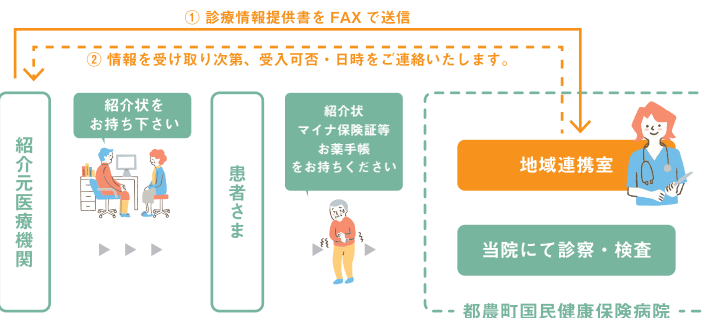 ① 診療情報提供書をFAXで送信
② 情報を受け取り次第、受入可否・日時をご連絡いたします。
紹介元医療機関
紹介状を
お持ち下さい
患者さま
紹介状
マイナ保険証等
お薬手帳
をお持ちください
地域連携室
当院にて診察・検査
都農町国民健康保険病院